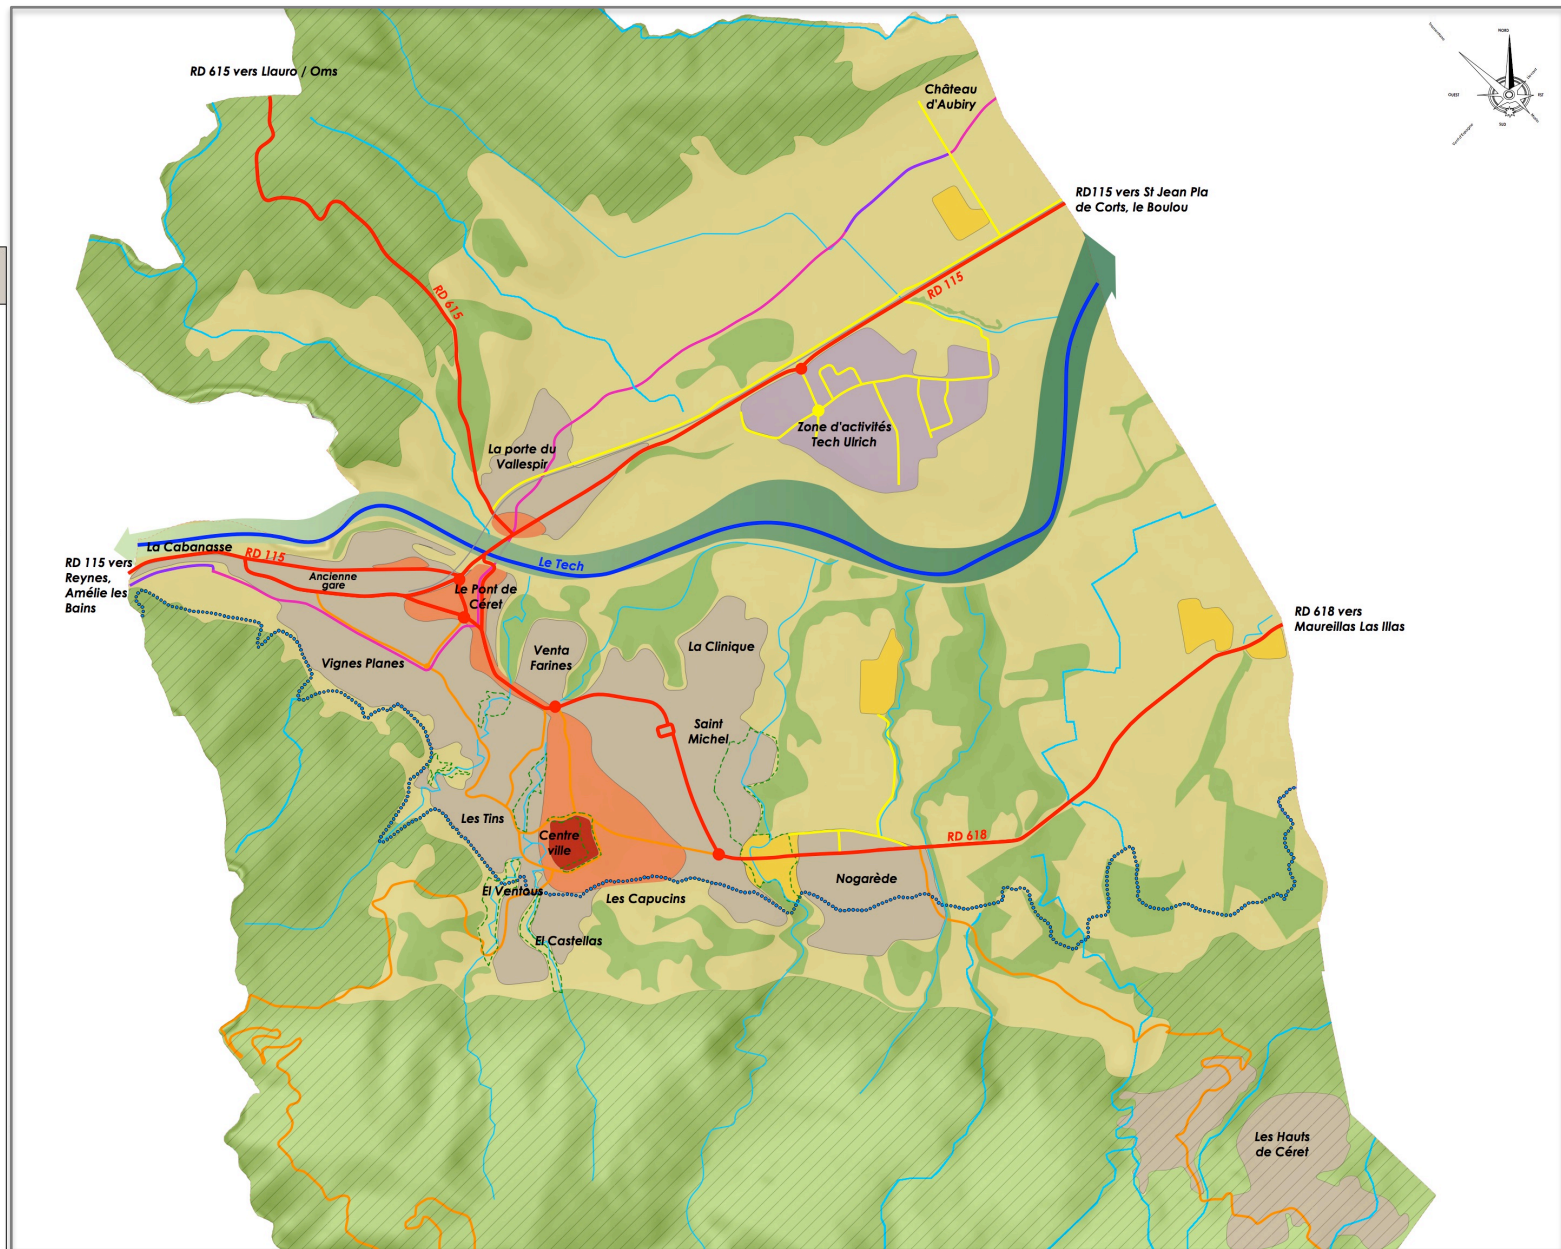 NORD
OUEST
EST
SUD
RD 615 vers Llauro / Oms
Château
d'Aubiry
RD115 vers St Jean Pla
de Corts, le Boulou
RD 115
RD 615
La porte du
Vallespir
Zone d'activités
Tech Ulrich
La Cabanasse
RD 115
Le Tech
RD 115 vers
Reynes,
Amélie les
Bains
Ancienne
gare
Le Pont de
Céret
RD 618 vers
Maureillas Las Illas
Vignes Planes
Venta
Farines
La Clinique
Saint
Michel
Les Tins
Centre
ville
RD 618
Nogarède
El Ventous
Les Capucins
El Castellas
Les Hauts
de Céret